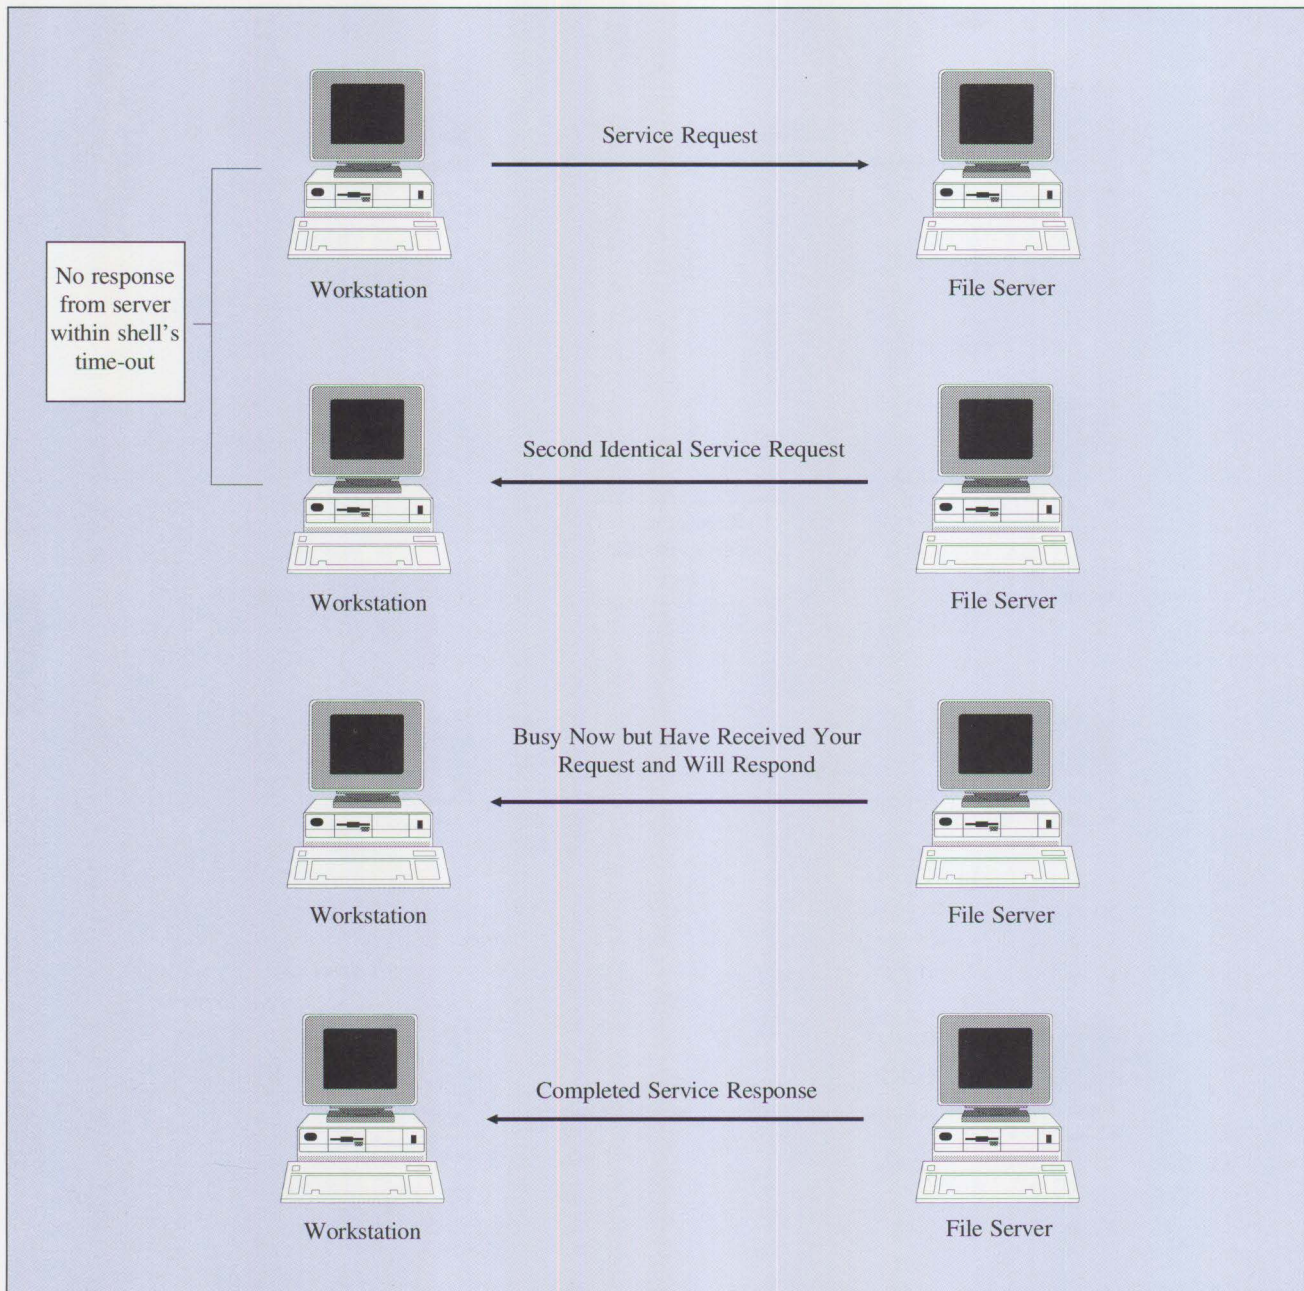 Service Request
Workstation
File Server
No response
from server
within shell's
time-out
Second Identical Service Request
Workstation
File Server
Busy Now but Have Received Your
Request and Will Respond
Workstation
File Server
Completed Service Response
Workstation
File Server